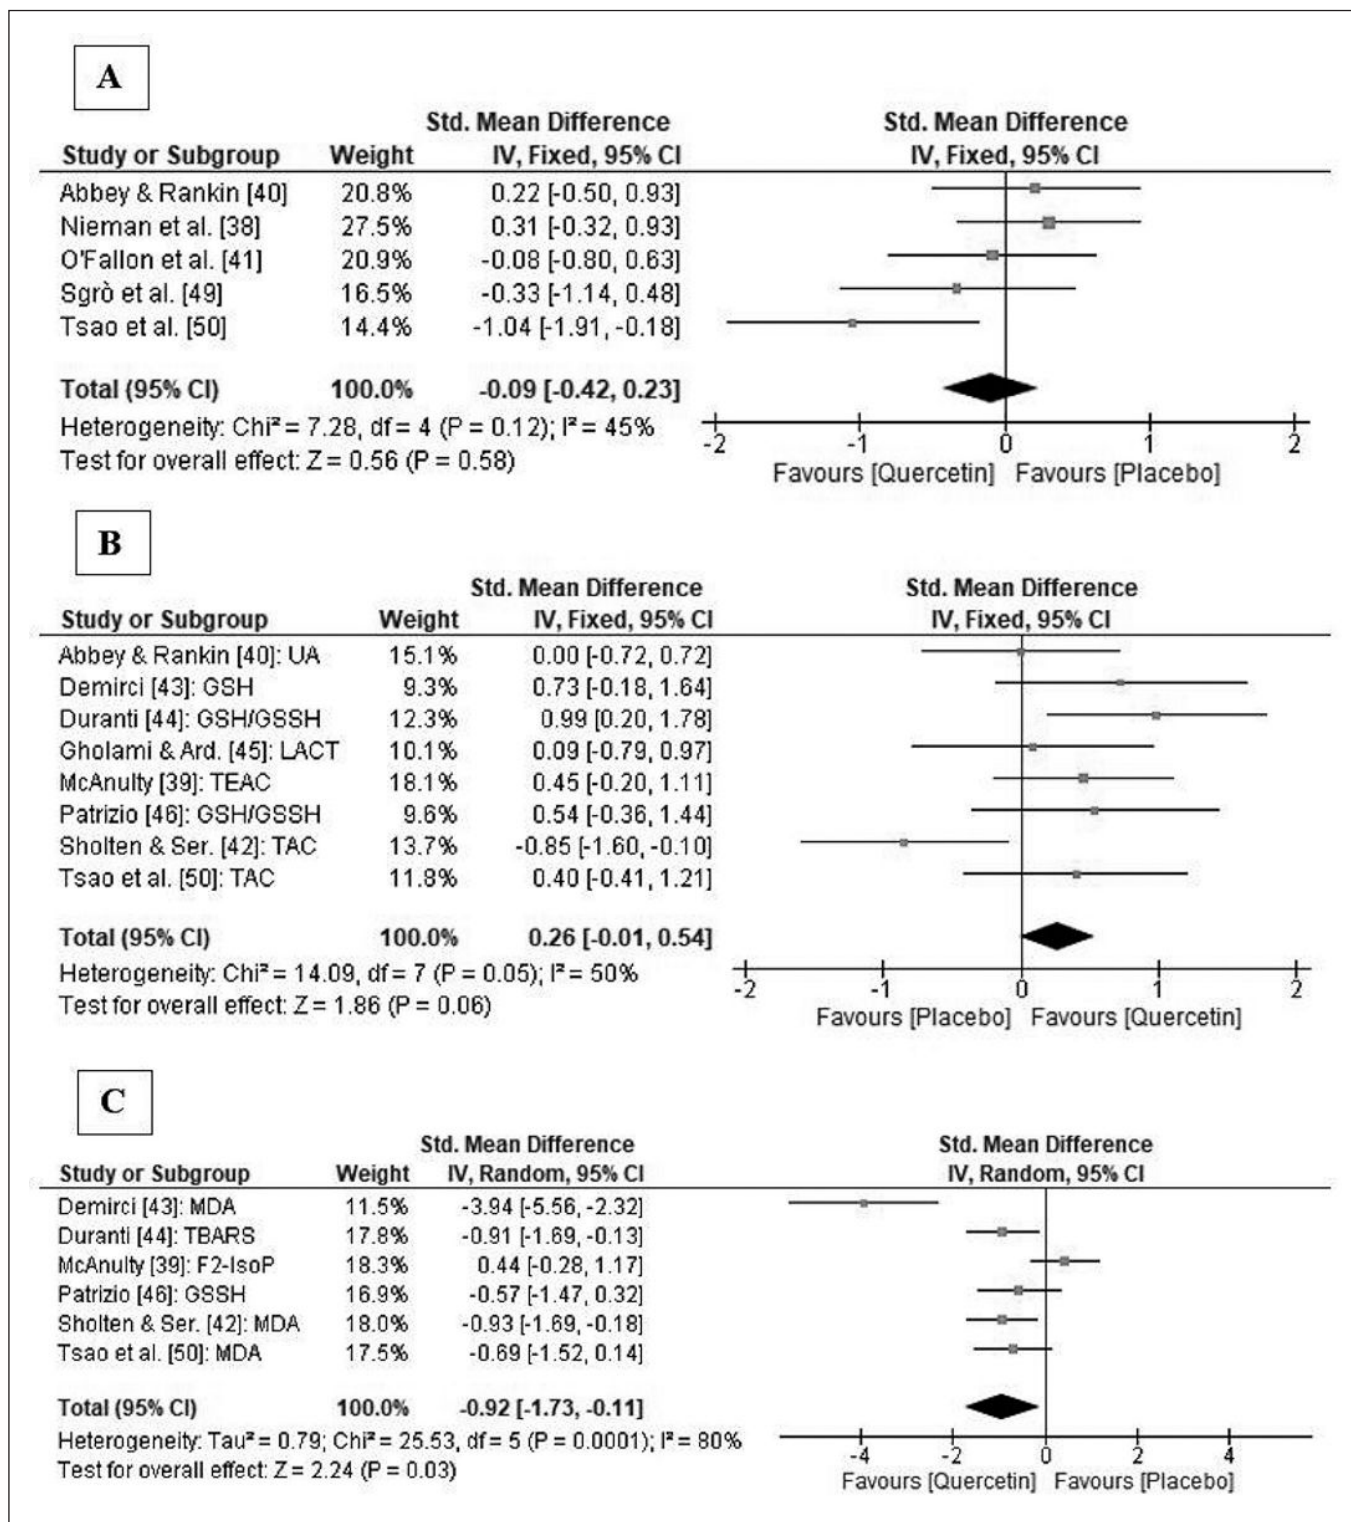 A
Std. Mean Difference Std. Mean Difference
Study or Subgroup Weight IV, Fixed, 95% CI IV, Fixed, 95% CI
Abbey & Rankin [40] 20.8% 0.22 [-0.50, 0.93]
Nieman et al. [38] 27.5% 0.31 [-0.32, 0.93]
O'Fallon et al. [41] 20.9% -0.08 [-0.80, 0.63]
Sgrò et al. [49] 16.5% -0.33 [-1.14, 0.48]
Tsao et al. [50] 14.4% -1.04 [-1.91, -0.18]
Total (95% CI) 100.0% -0.09 [-0.42, 0.23]
Heterogeneity: Chi² = 7.28, df = 4 (P = 0.12); I² = 45%
Test for overall effect: Z = 0.56 (P = 0.58)
-2 -1 0 1 2
Favours [Quercetin] Favours [Placebo]
B
Std. Mean Difference Std. Mean Difference
Study or Subgroup Weight IV, Fixed, 95% CI IV, Fixed, 95% CI
Abbey & Rankin [40]: UA 15.1% 0.00 [-0.72, 0.72]
Demirci [43]: GSH 9.3% 0.73 [-0.18, 1.64]
Duranti [44]: GSH/GSSH 12.3% 0.99 [0.20, 1.78]
Gholami & Ard. [45]: LACT 10.1% 0.09 [-0.79, 0.97]
McAnulty [39]: TEAC 18.1% 0.45 [-0.20, 1.11]
Patrizio [46]: GSH/GSSH 9.6% 0.54 [-0.36, 1.44]
Sholten & Ser. [42]: TAC 13.7% -0.85 [-1.60, -0.10]
Tsao et al. [50]: TAC 11.8% 0.40 [-0.41, 1.21]
Total (95% CI) 100.0% 0.26 [-0.01, 0.54]
Heterogeneity: Chi² = 14.09, df = 7 (P = 0.05); I² = 50%
Test for overall effect: Z = 1.86 (P = 0.06)
-2 -1 0 1 2
Favours [Placebo] Favours [Quercetin]
C
Std. Mean Difference Std. Mean Difference
Study or Subgroup Weight IV, Random, 95% CI IV, Random, 95% CI
Demirci [43]: MDA 11.5% -3.94 [-5.56, -2.32]
Duranti [44]: TBARS 17.8% -0.91 [-1.69, -0.13]
McAnulty [39]: F2-IsoP 18.3% 0.44 [-0.28, 1.17]
Patrizio [46]: GSSH 16.9% -0.57 [-1.47, 0.32]
Sholten & Ser. [42]: MDA 18.0% -0.93 [-1.69, -0.18]
Tsao et al. [50]: MDA 17.5% -0.69 [-1.52, 0.14]
Total (95% CI) 100.0% -0.92 [-1.73, -0.11]
Heterogeneity: Tau² = 0.79; Chi² = 25.53, df = 5 (P = 0.0001); I² = 80%
Test for overall effect: Z = 2.24 (P = 0.03)
-4 -2 0 2 4
Favours [Quercetin] Favours [Placebo]